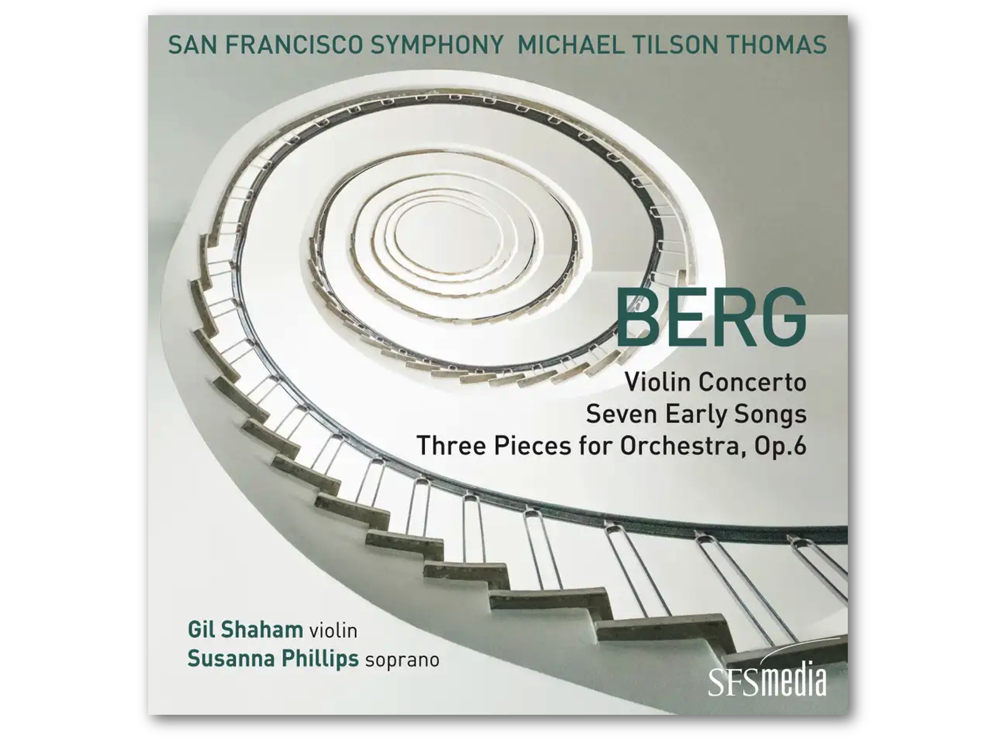 SAN FRANCISCO SYMPHONY MICHAEL TILSON THOMAS
BERG
Violin Concerto
Seven Early Songs
Three Pieces for Orchestra, Op.6
Gil Shaham violin
Susanna Phillips soprano
SFSmedia